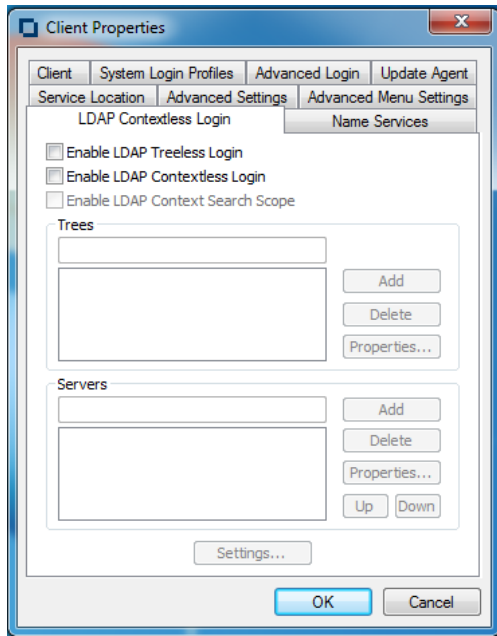 Client Properties
Client System Login Profiles Advanced Login Update Agent
Service Location Advanced Settings Advanced Menu Settings
LDAP Contextless Login Name Services
Enable LDAP Treeless Login
Enable LDAP Contextless Login
Enable LDAP Context Search Scope
Trees
Add
Delete
Properties...
Servers
Add
Delete
Properties...
Up Down
Settings...
OK Cancel